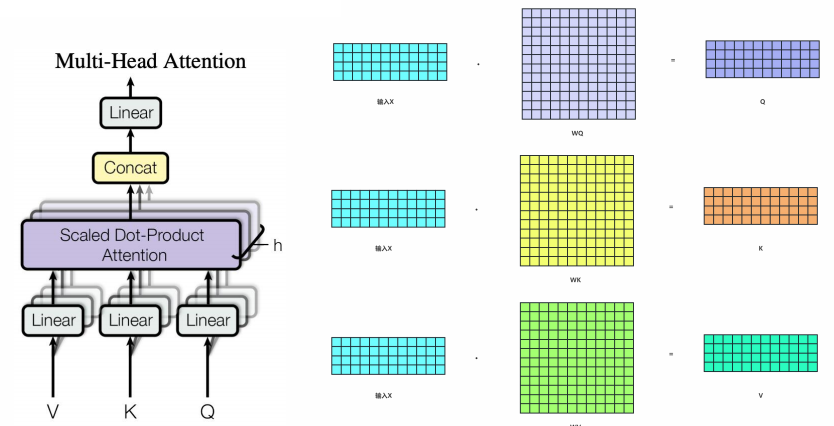 Multi-Head Attention
Linear
Concat
Scaled Dot-Product
Attention
h
Linear
Linear
Linear
V
K
Q
输入X
·
WQ
=
Q
输入X
·
WK
=
K
输入X
·
=
V